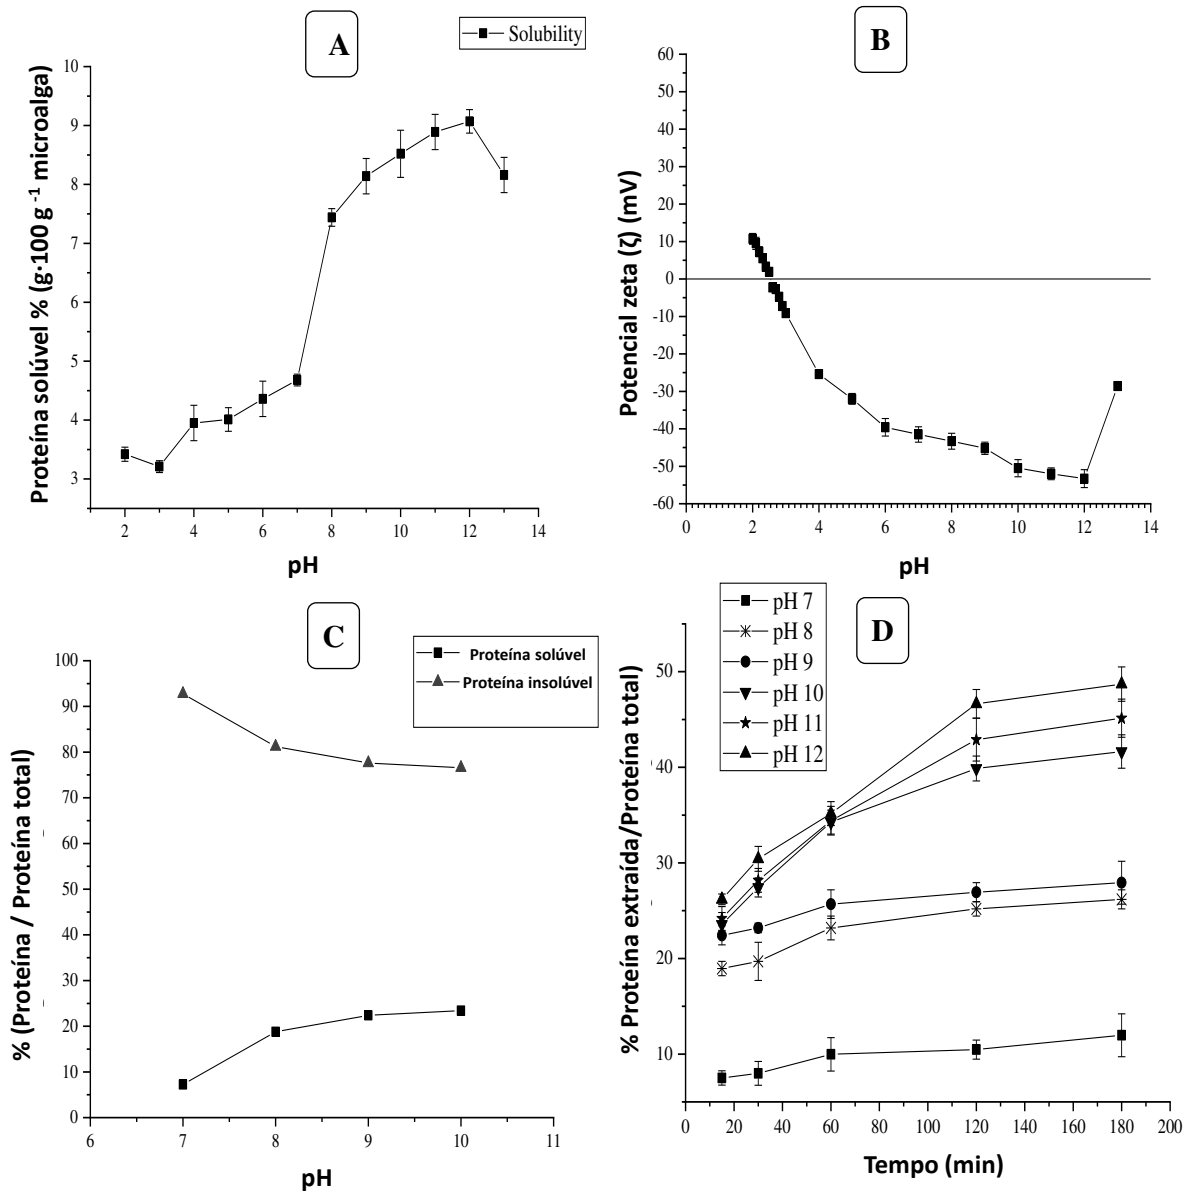 A
Solubility
Proteína solúvel % (g·100 g -1 microalga)
10
9
8
7
6
5
4
3
2 4 6 8 10 12 14
pH
B
Potencial zeta (ζ) (mV)
60
50
40
30
20
10
0
-10
-20
-30
-40
-50
-60
0 2 4 6 8 10 12 14
pH
C
Proteína solúvel
Proteína insolúvel
% (Proteína / Proteína total)
100
90
80
70
60
50
40
30
20
10
0
6 7 8 9 10 11
pH
D
pH 7
pH 8
pH 9
pH 10
pH 11
pH 12
% Proteína extraída/Proteína total)
50
40
30
20
10
0 20 40 60 80 100 120 140 160 180 200
Tempo (min)